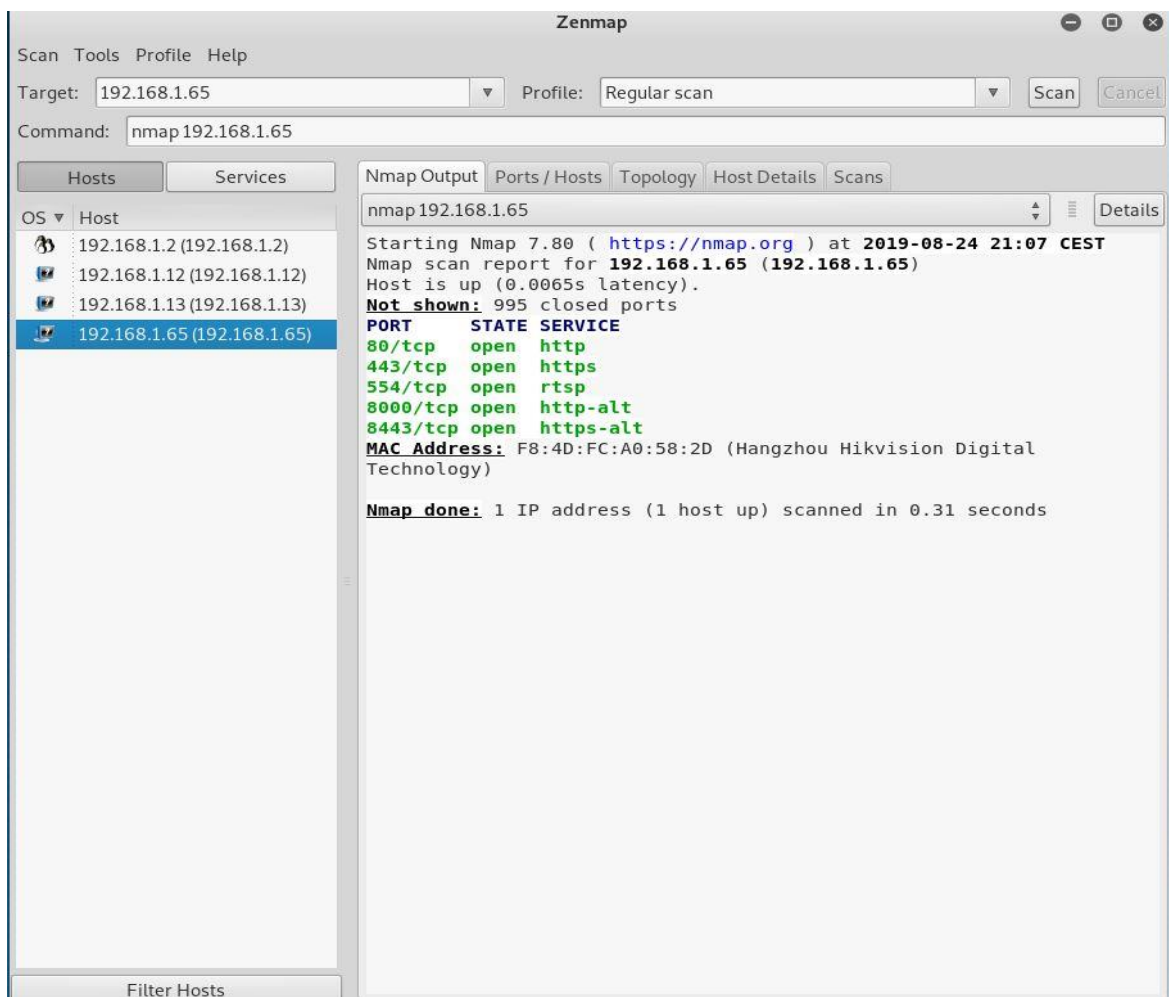 Zenmap
Scan Tools Profile Help
Target: 192.168.1.65 Profile: Regular scan Scan Cancel
Command: nmap 192.168.1.65
Hosts Services
Nmap Output Ports / Hosts Topology Host Details Scans
OS Host
nmap 192.168.1.65 Details
192.168.1.2 (192.168.1.2)
192.168.1.12 (192.168.1.12)
192.168.1.13 (192.168.1.13)
192.168.1.65 (192.168.1.65)
Starting Nmap 7.80 ( https://nmap.org ) at 2019-08-24 21:07 CEST
Nmap scan report for 192.168.1.65 (192.168.1.65)
Host is up (0.0065s latency).
Not shown: 995 closed ports
PORT STATE SERVICE
80/tcp open http
443/tcp open https
554/tcp open rtsp
8000/tcp open http-alt
8443/tcp open https-alt
MAC Address: F8:4D:FC:A0:58:2D (Hangzhou Hikvision Digital
Technology)
Nmap done: 1 IP address (1 host up) scanned in 0.31 seconds
Filter Hosts